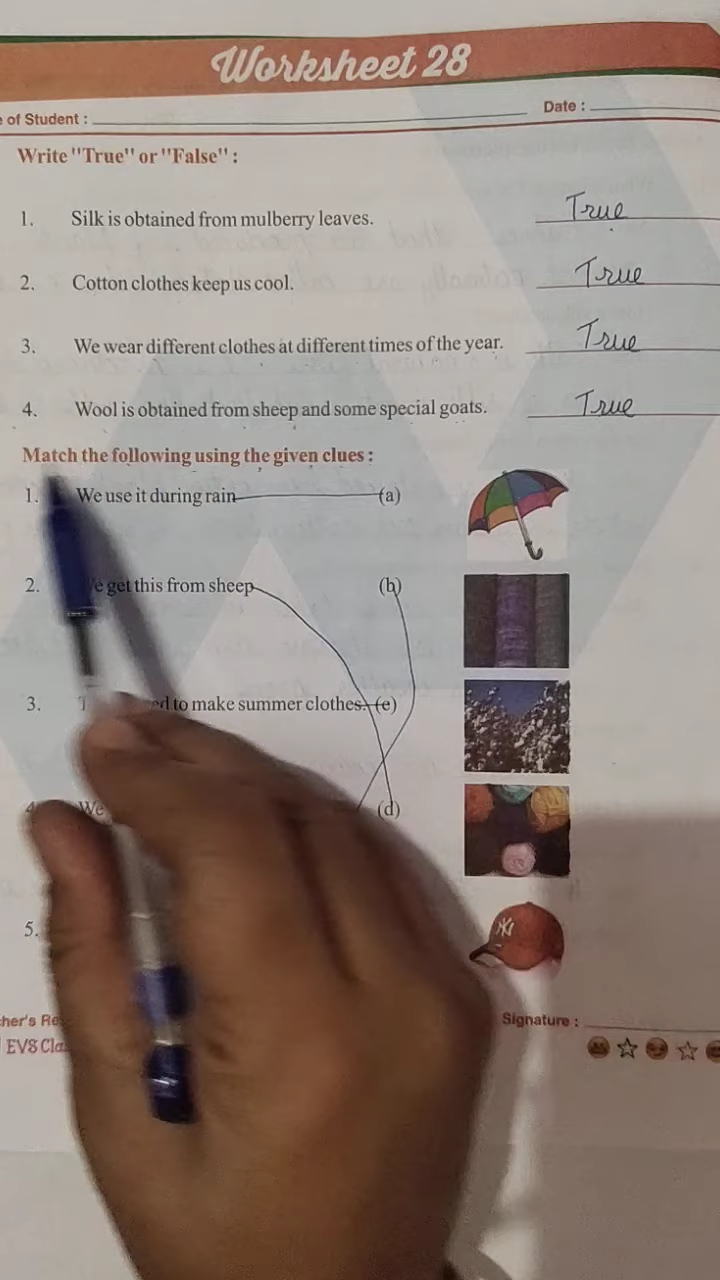 Worksheet 28
of Student : Date :
Write "True" or "False" :
1. Silk is obtained from mulberry leaves. True
2. Cotton clothes keep us cool. True
3. We wear different clothes at different times of the year. True
4. Wool is obtained from sheep and some special goats. True
Match the following using the given clues :
1. We use it during rain (a)
2. get this from sheep (b)
3. to make summer clothes. (e)
We (d)
5.
NY
Signature :
EVS